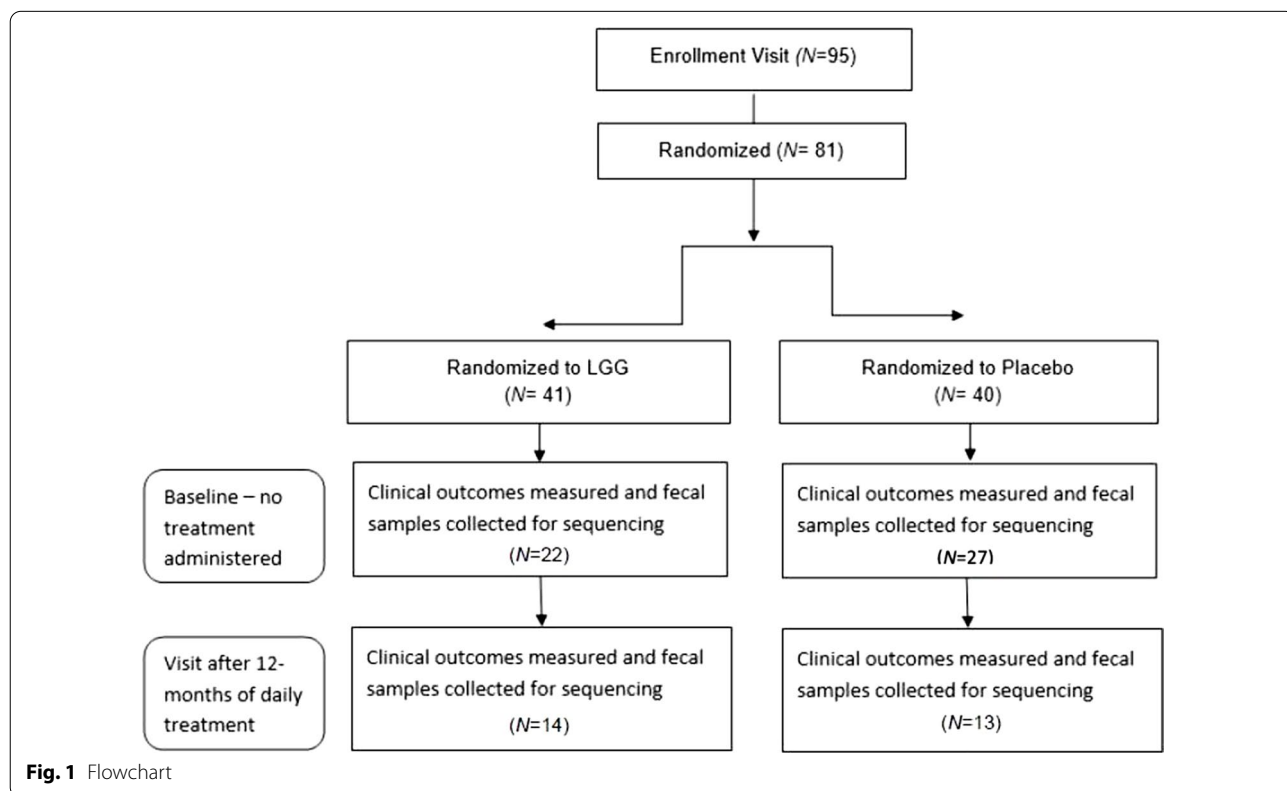 Enrollment Visit (N=95)
Randomized (N= 81)
Randomized to LGG
(N= 41)
Randomized to Placebo
(N= 40)
Baseline – no
treatment
administered
Clinical outcomes measured and fecal
samples collected for sequencing
(N=22)
Clinical outcomes measured and fecal
samples collected for sequencing
(N=27)
Visit after 12-
months of daily
treatment
Clinical outcomes measured and fecal
samples collected for sequencing
(N=14)
Clinical outcomes measured and fecal
samples collected for sequencing
(N=13)
Fig. 1 Flowchart